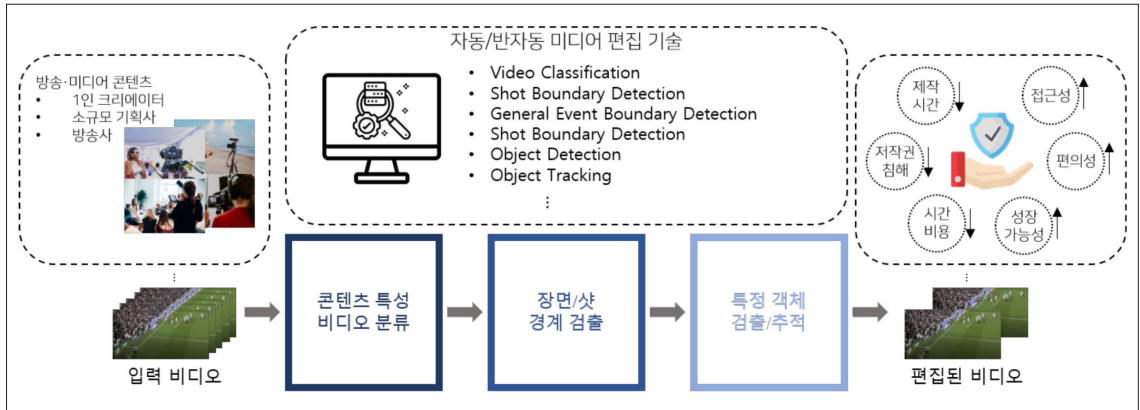 자동/반자동 미디어 편집 기술
방송·미디어 콘텐츠
• 1인 크리에이터
• 소규모 기획사
• 방송사
• Video Classification
• Shot Boundary Detection
• General Event Boundary Detection
• Shot Boundary Detection
• Object Detection
• Object Tracking
⋮
제작
시간
접근성
저작권
침해
편의성
시간
비용
성장
가능성
⋮
입력 비디오
콘텐츠 특성
비디오 분류
장면/샷
경계 검출
특정 객체
검출/추적
⋮
편집된 비디오